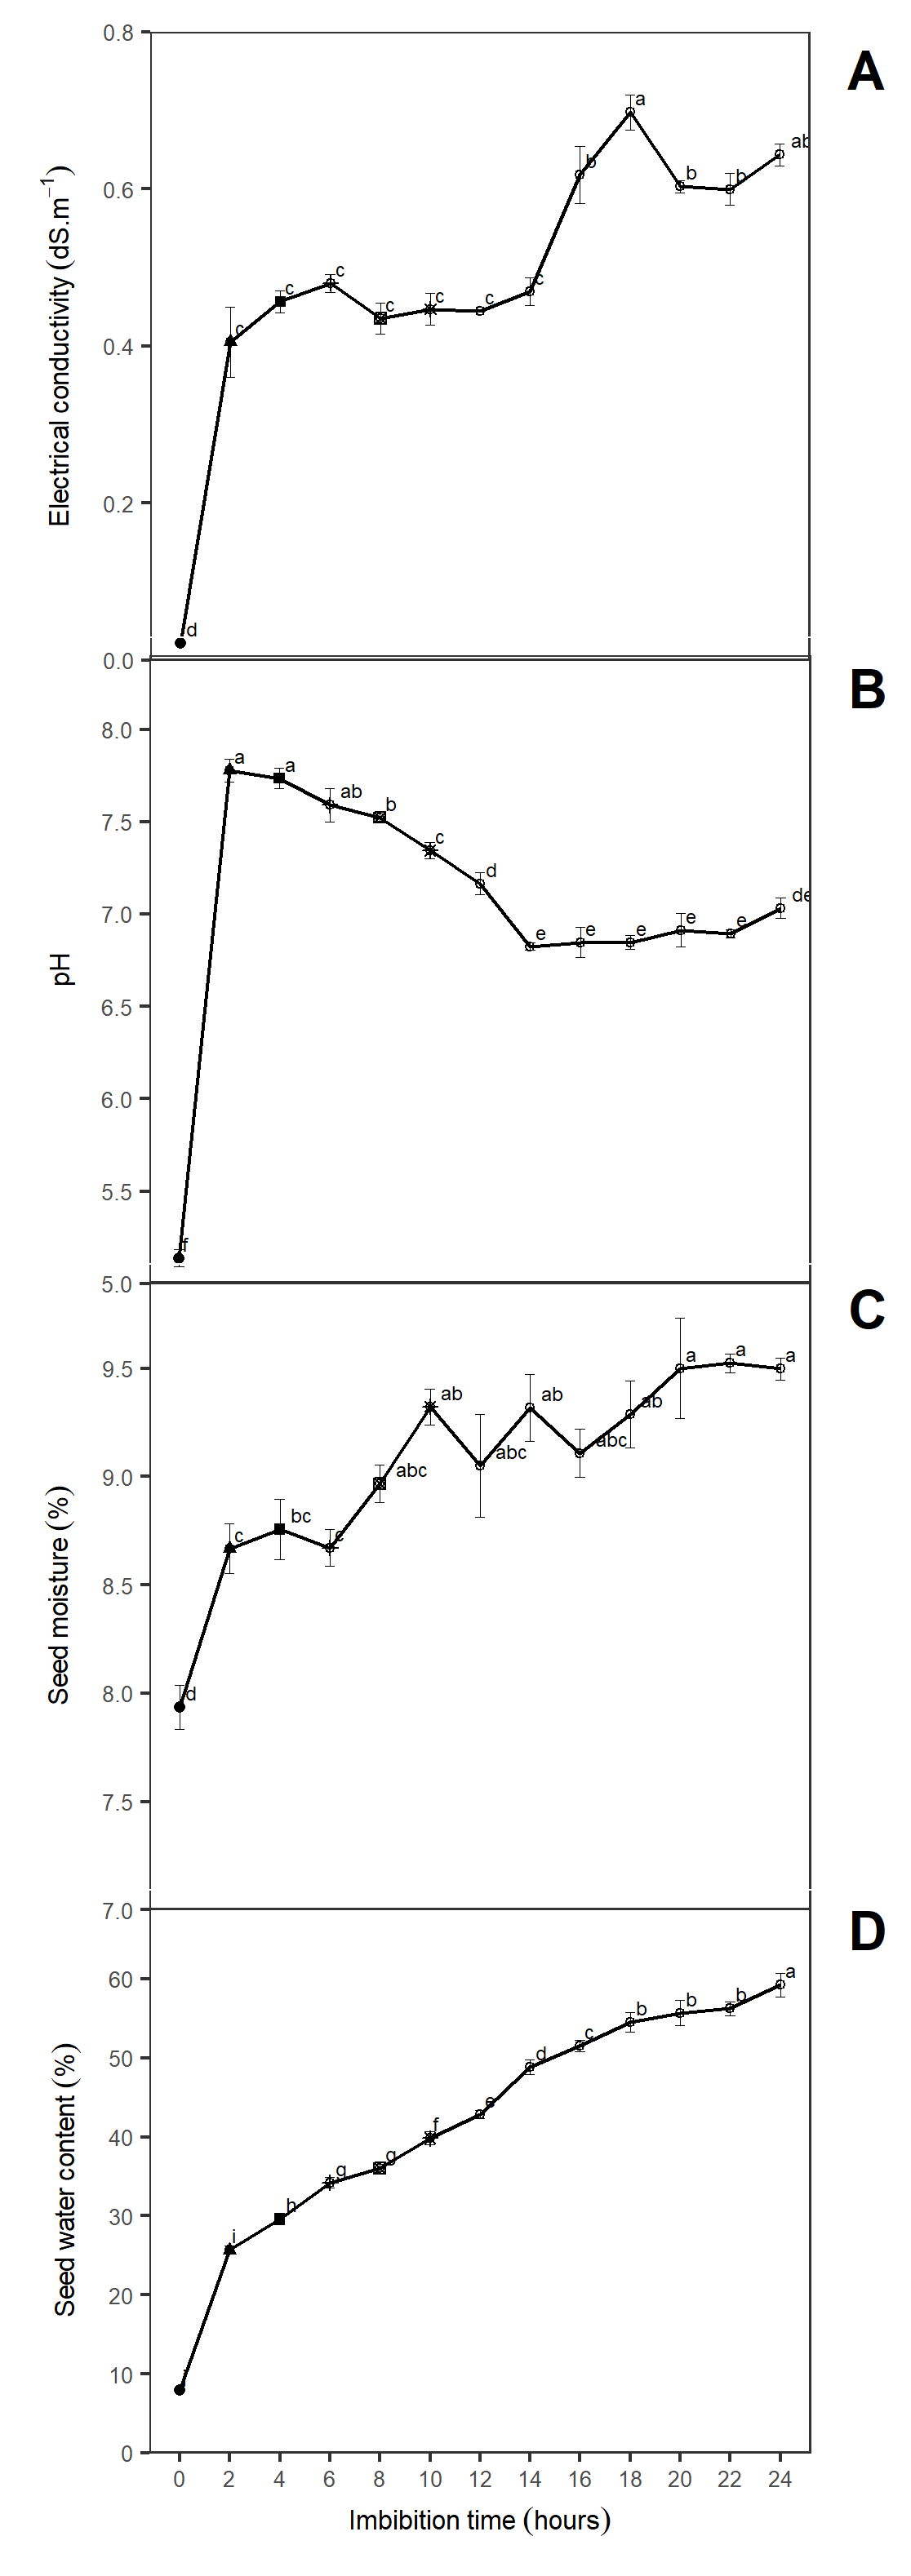 A
Electrical conductivity (dS.m⁻¹)
0.8
0.6
0.4
0.2
0.0
d
c
c
c
c
c
c
c
b
a
b
b
ab
B
pH
8.0
7.5
7.0
6.5
6.0
5.5
5.0
f
a
a
ab
b
c
d
e
e
e
e
e
de
C
Seed moisture (%)
9.5
9.0
8.5
8.0
7.5
7.0
d
c
bc
c
abc
ab
abc
ab
abc
ab
a
a
a
D
Seed water content (%)
60
50
40
30
20
10
0
i
h
g
g
f
e
d
c
b
b
b
a
0 2 4 6 8 10 12 14 16 18 20 22 24
Imbibition time (hours)